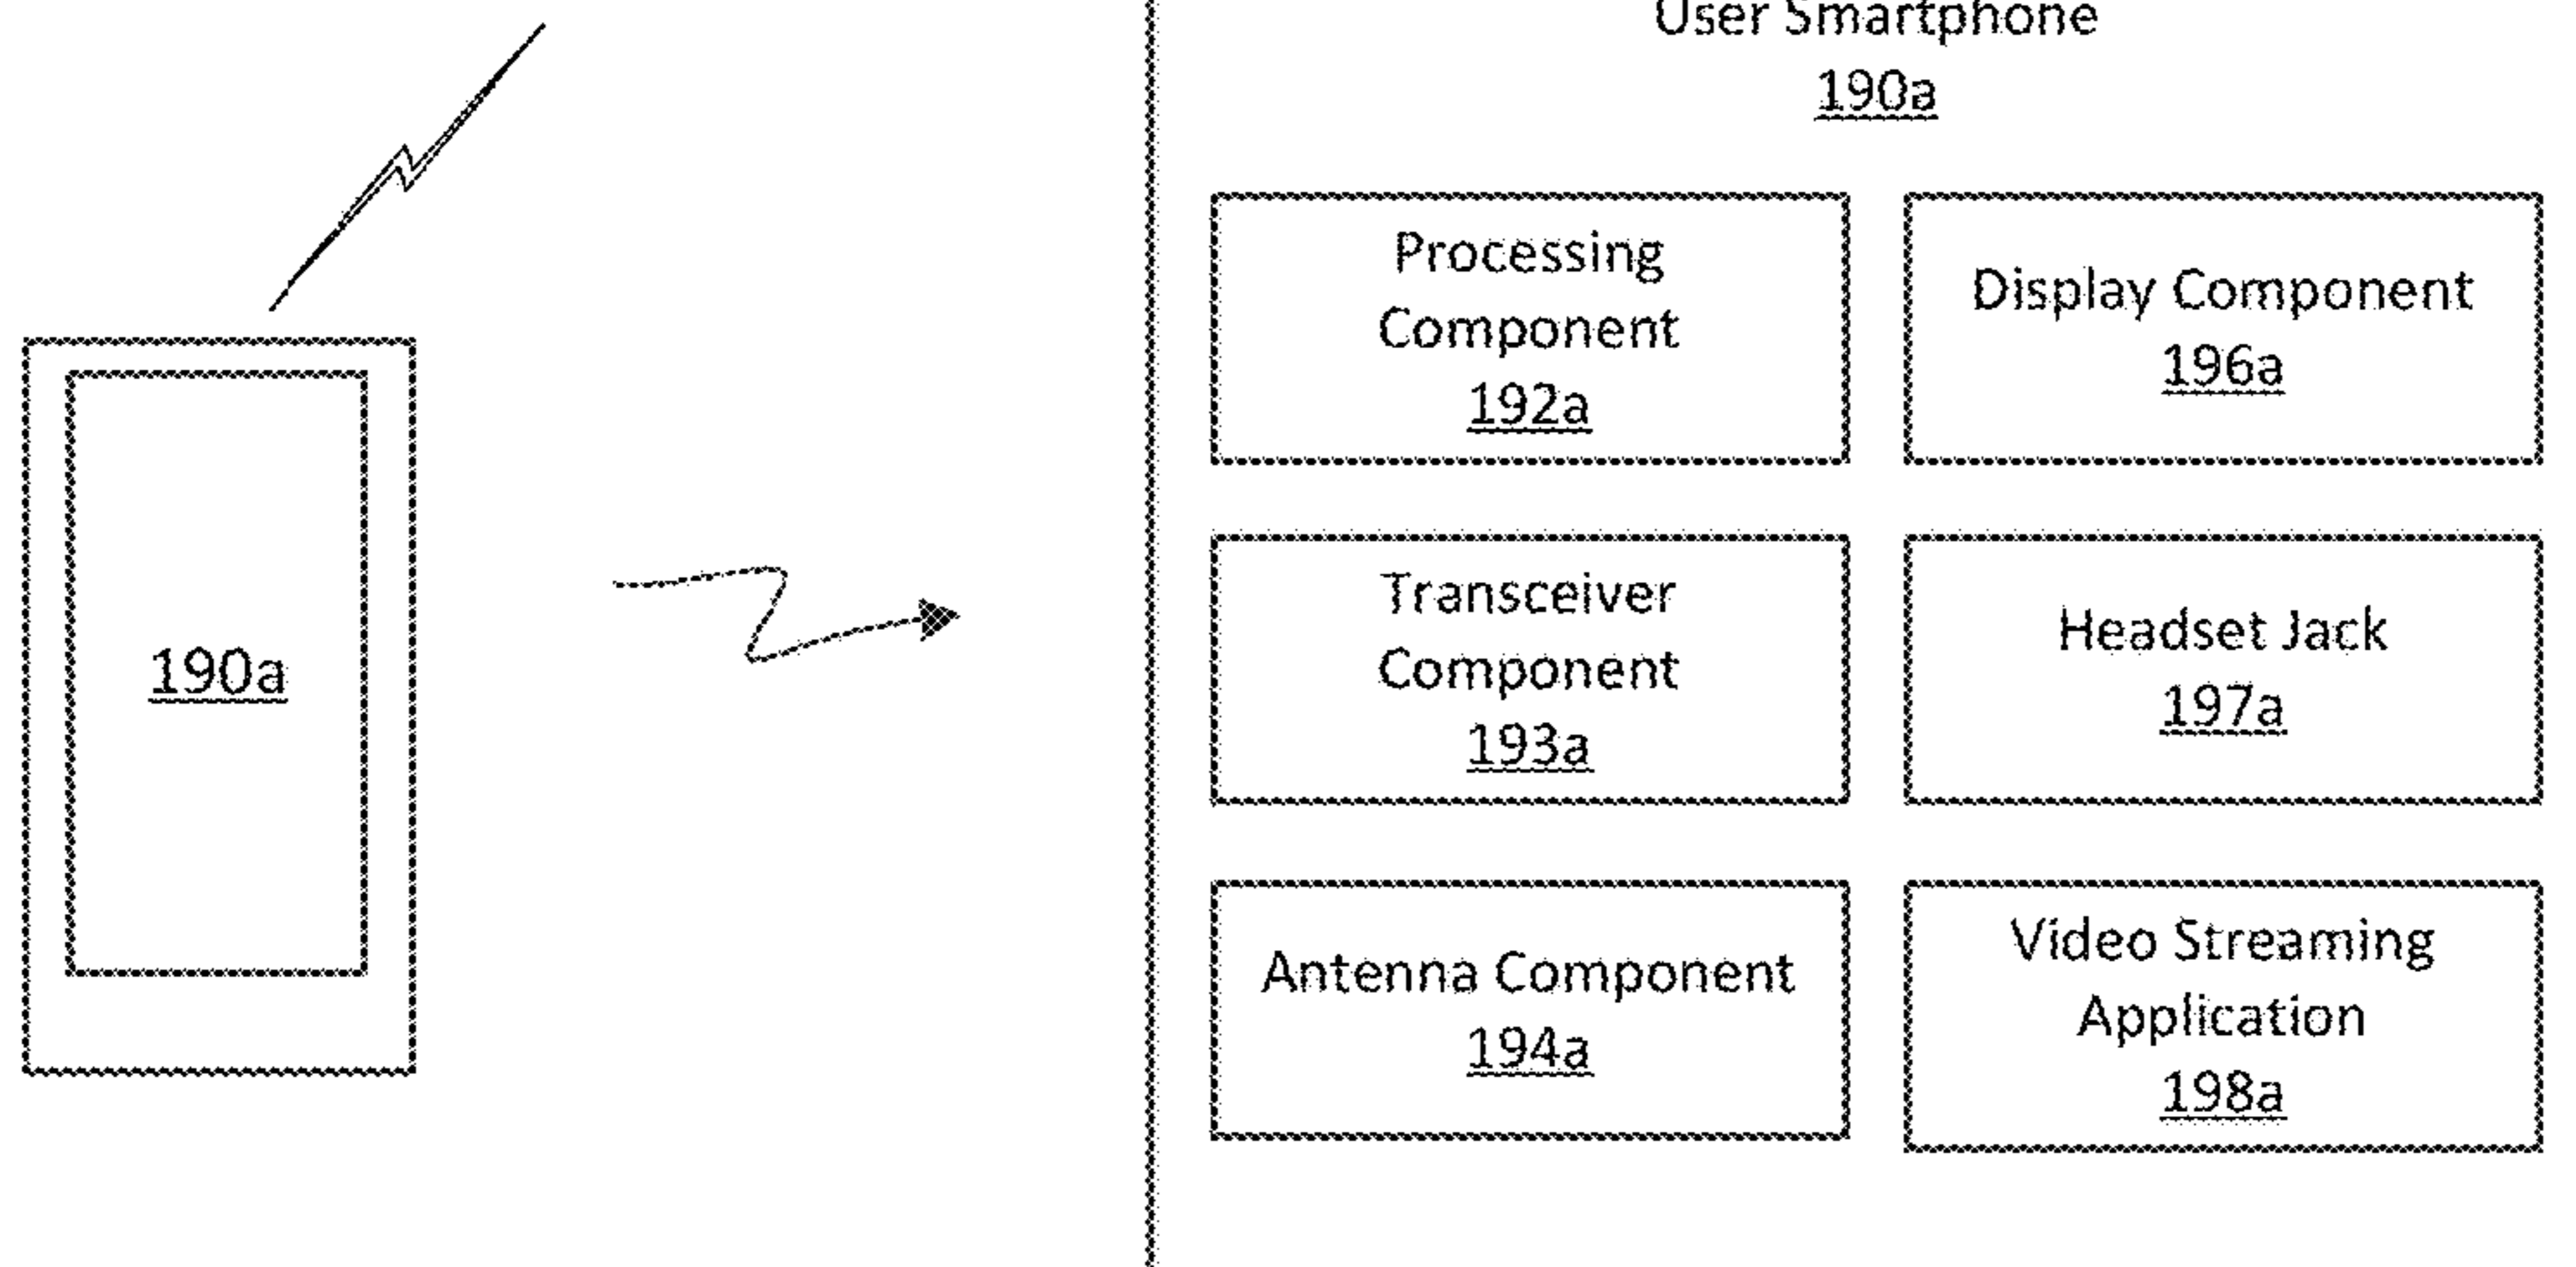 User Smartphone
190a
Processing
Component
192a
Display Component
196a
190a
Transceiver
Component
193a
Headset Jack
197a
Antenna Component
194a
Video Streaming
Application
198a